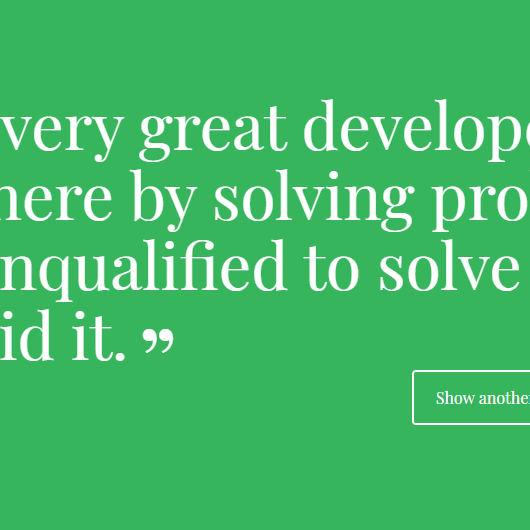 very great develope
here by solving pro
nqualified to solve
id it. ”
Show another